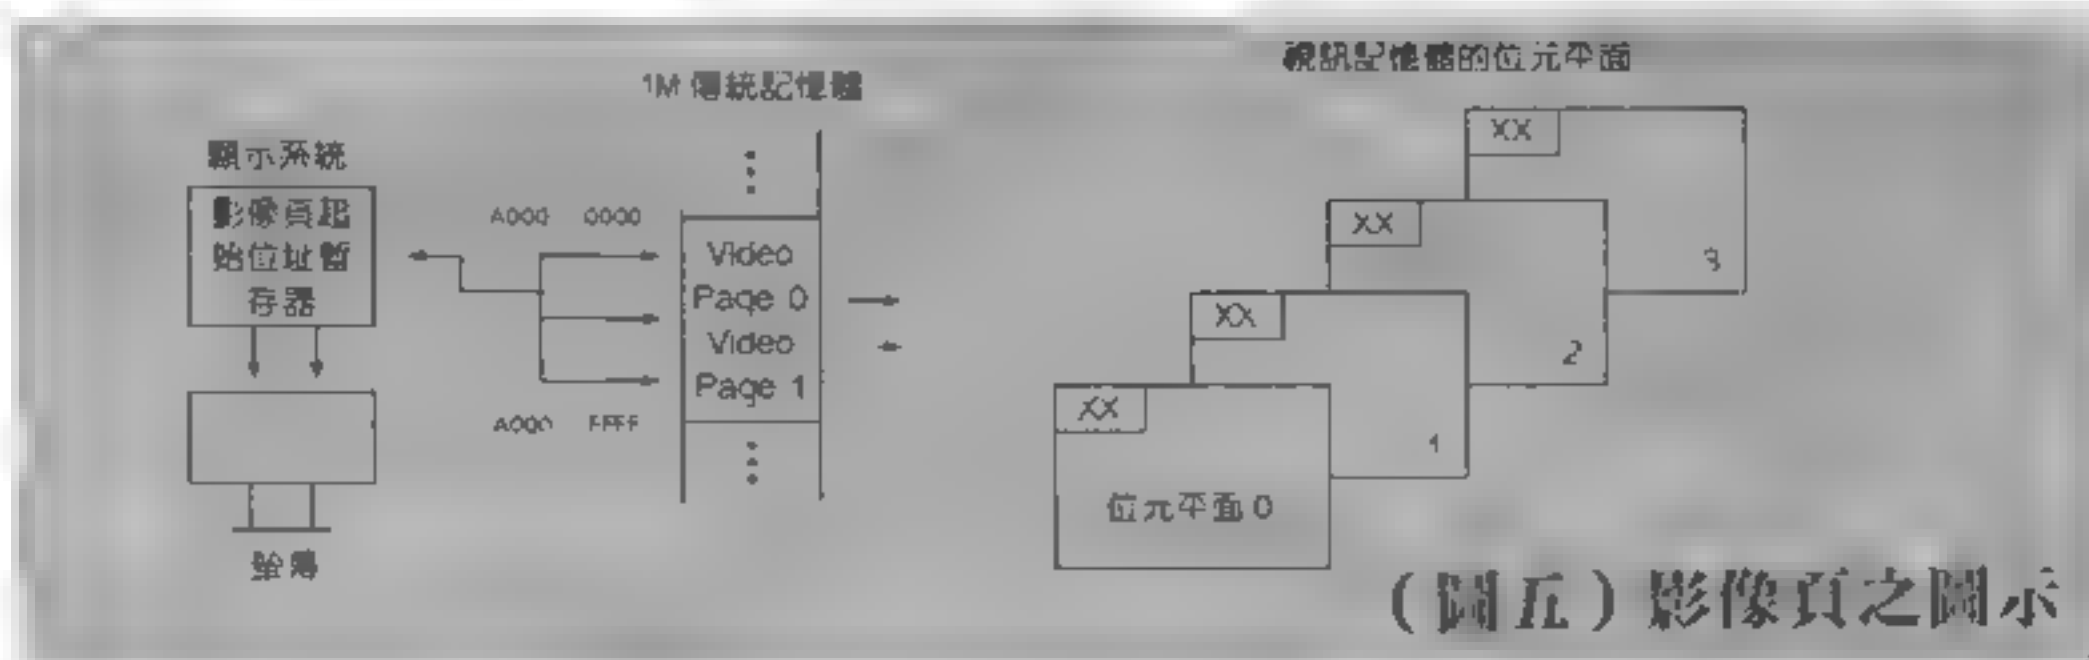 視訊記憶體的位元平面
1M 傳統記憶體
顯示系統
影像頁起
始位址暫
存器
A000 0000
Video
Page 0
Video
Page 1
A000 FFFF
螢幕
XX
3
XX
2
XX
1
XX
位元平面 0
(圖五)影像頁之圖示